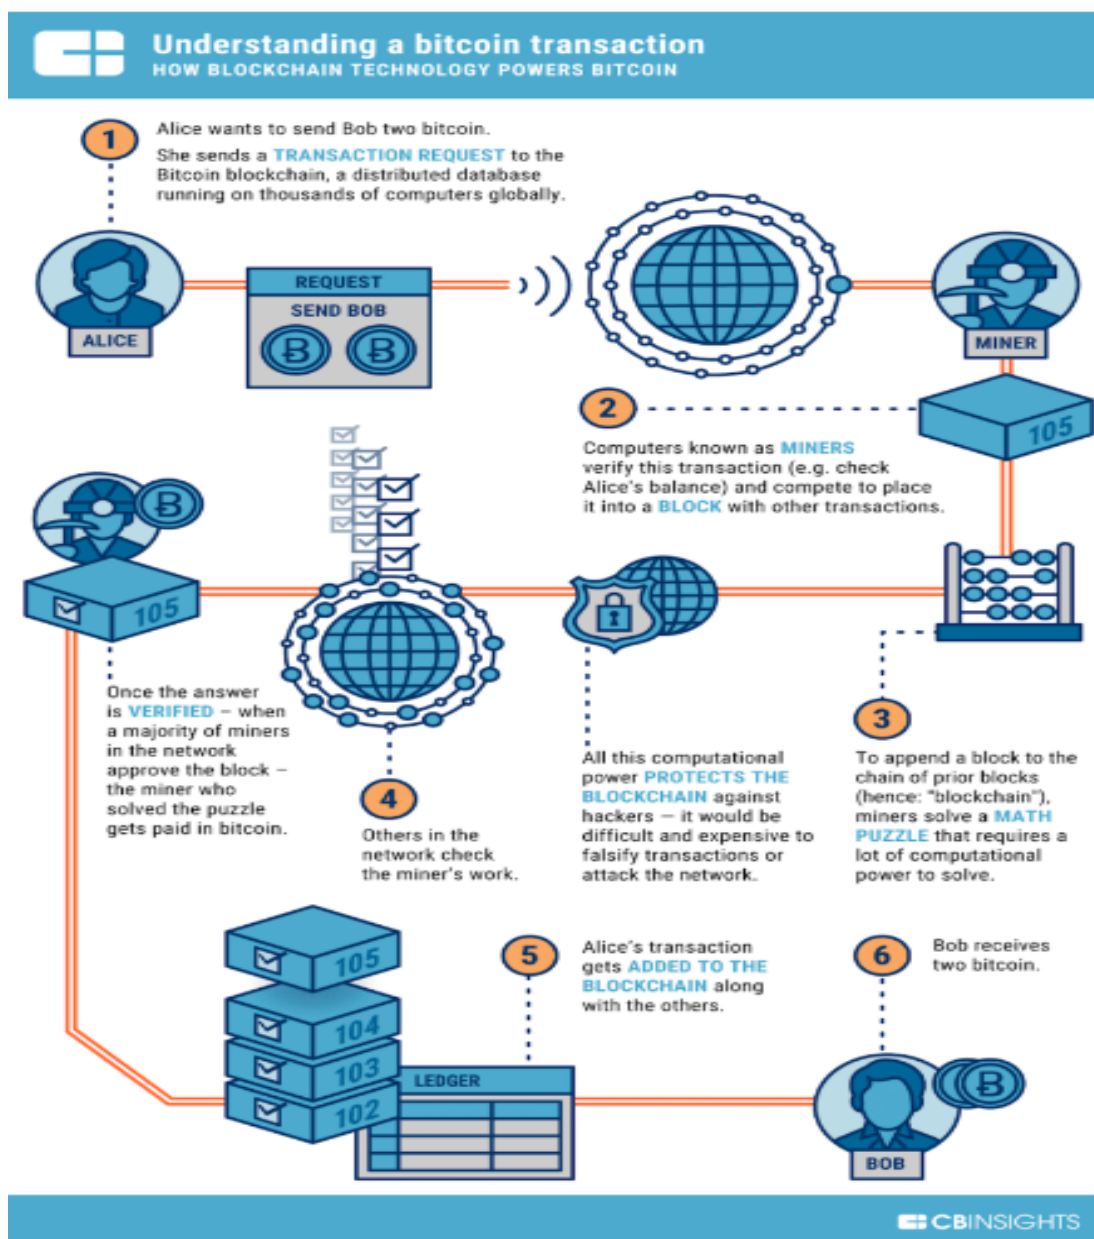 Understanding a bitcoin transaction
HOW BLOCKCHAIN TECHNOLOGY POWERS BITCOIN
1
Alice wants to send Bob two bitcoin.
She sends a TRANSACTION REQUEST to the
Bitcoin blockchain, a distributed database
running on thousands of computers globally.
ALICE
REQUEST
SEND BOB
MINER
105
2
Computers known as MINERS
verify this transaction (e.g. check
Alice's balance) and compete to place
it into a BLOCK with other transactions.
3
To append a block to the
chain of prior blocks
(hence: "blockchain"),
miners solve a MATH
PUZZLE that requires a
lot of computational
power to solve.
All this computational
power PROTECTS THE
BLOCKCHAIN against
hackers – it would be
difficult and expensive to
falsify transactions or
attack the network.
4
Others in the
network check
the miner's work.
105
Once the answer
is VERIFIED – when
a majority of miners
in the network
approve the block –
the miner who
solved the puzzle
gets paid in bitcoin.
105
104
103
102
LEDGER
5
Alice's transaction
gets ADDED TO THE
BLOCKCHAIN along
with the others.
6
Bob receives
two bitcoin.
BOB
CBINSIGHTS